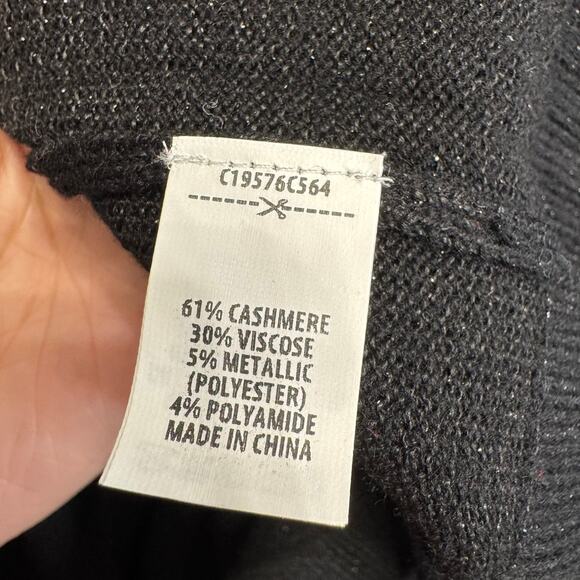 C19576C564
61% CASHMERE
30% VISCOSE
5% METALLIC
(POLYESTER)
4% POLYAMIDE
MADE IN CHINA